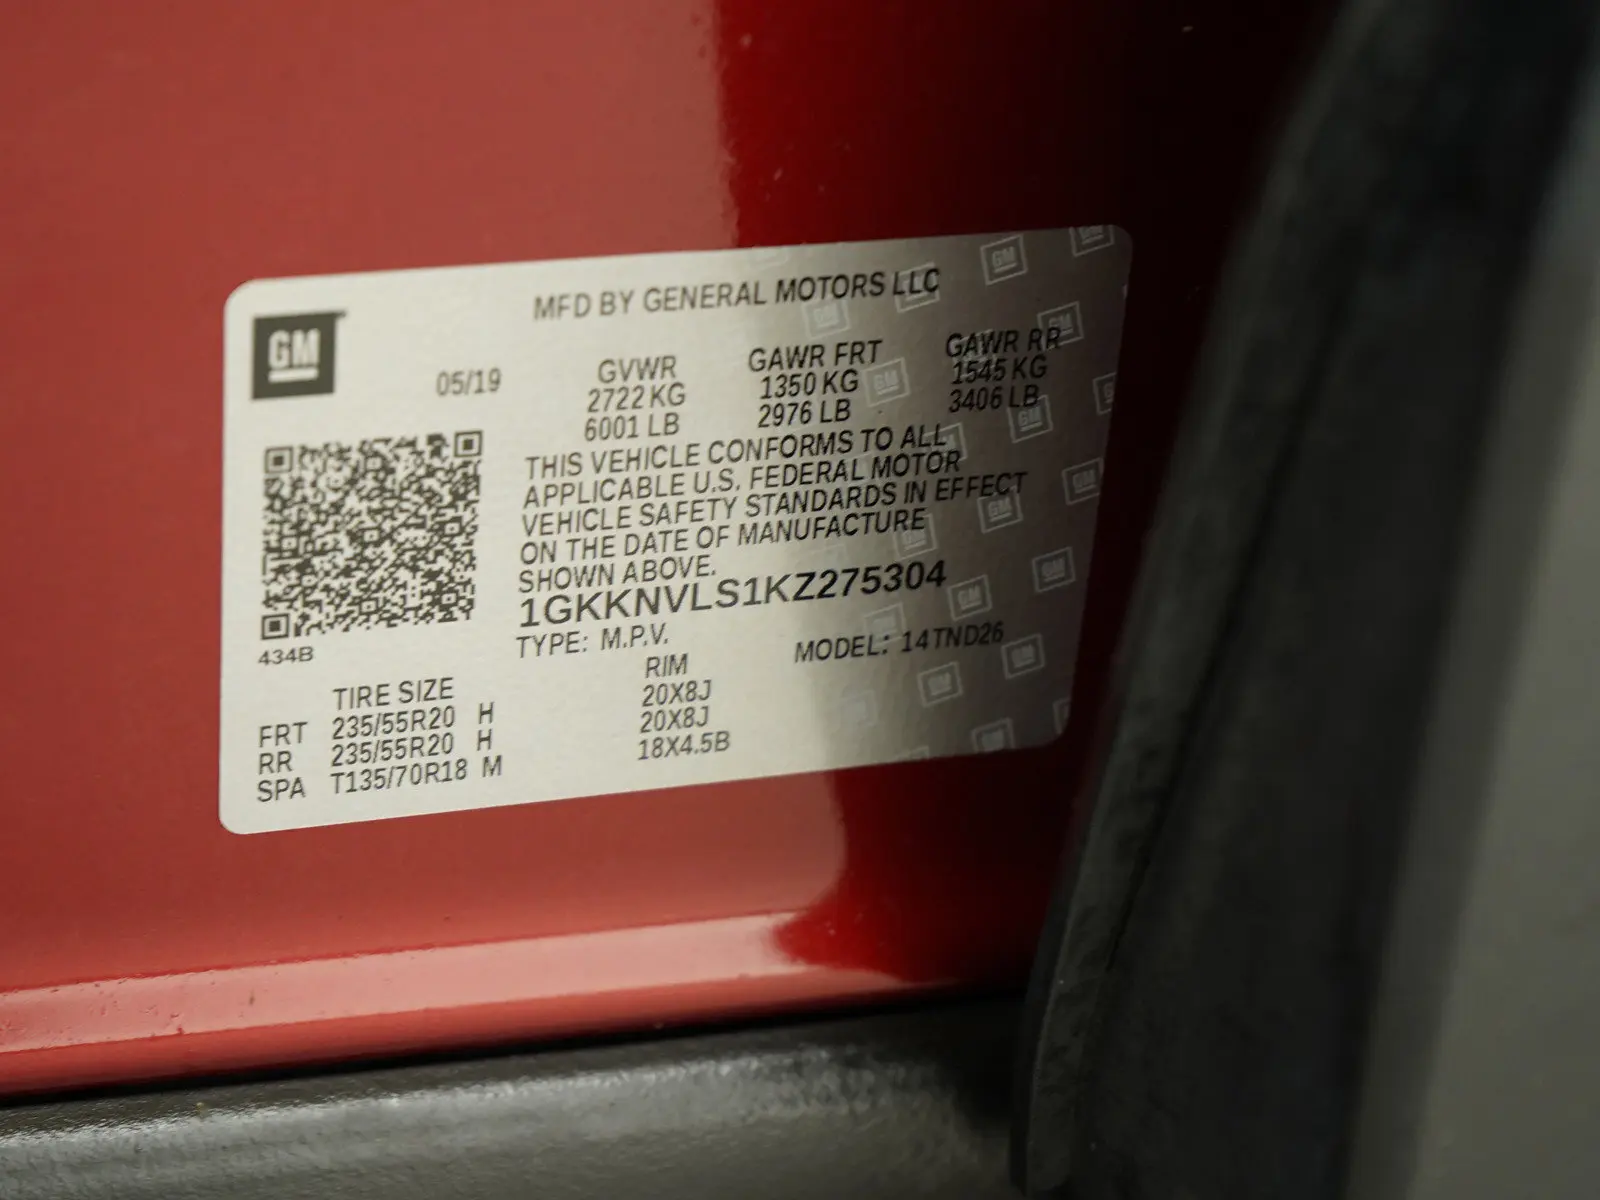 MFD BY GENERAL MOTORS LLC
GM
05/19
GVWR GAWR FRT GAWR RR
2722 KG 1350 KG 1545 KG
6001 LB 2976 LB 3406 LB
THIS VEHICLE CONFORMS TO ALL
APPLICABLE U.S. FEDERAL MOTOR
VEHICLE SAFETY STANDARDS IN EFFECT
ON THE DATE OF MANUFACTURE
SHOWN ABOVE.
1GKKNVLS1KZ275304
434B
TYPE: M.P.V. MODEL: 14TND26
TIRE SIZE RIM
FRT 235/55R20 H 20X8J
RR 235/55R20 H 20X8J
SPA T135/70R18 M 18X4.5B